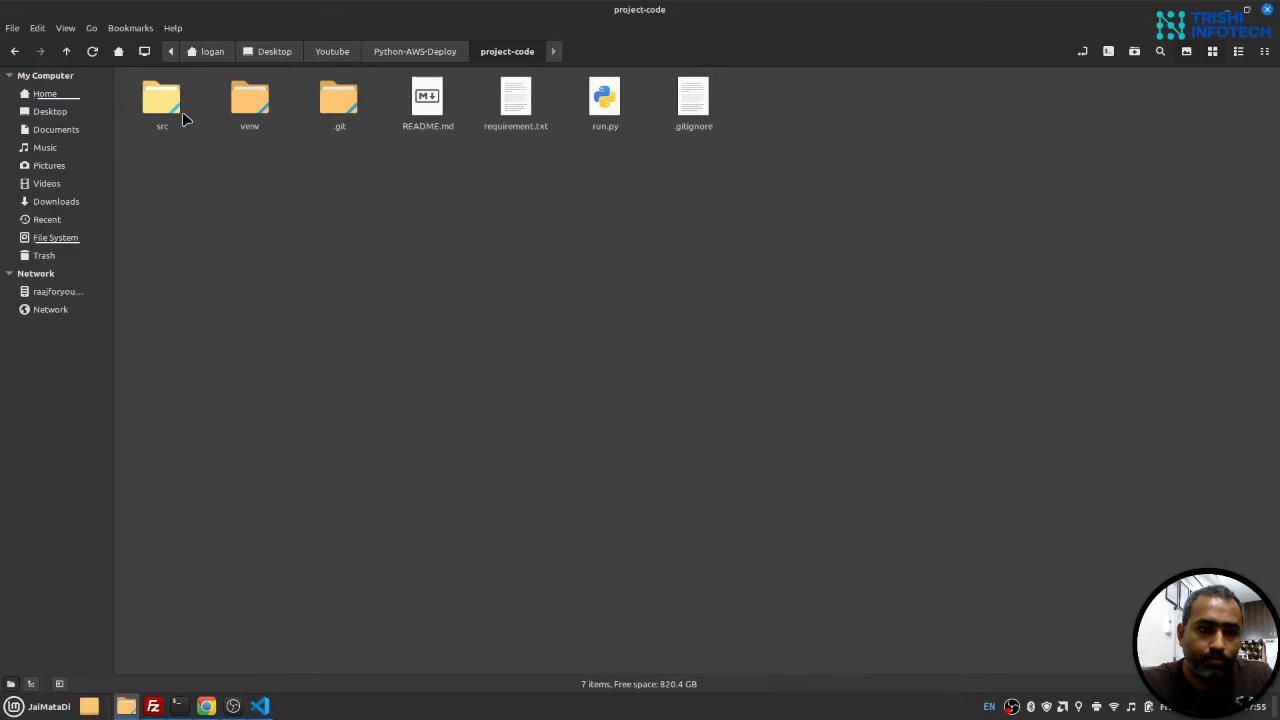 project-code
TRISHI
INFOTECH
File Edit View Go Bookmarks Help
logan Desktop Youtube Python-AWS-Deploy project-code
My Computer
Home
Desktop
Documents
Music
Pictures
Videos
Downloads
Recent
File System
Trash
Network
raajforyou...
Network
src venv .git README.md requirement.txt run.py .gitignore
7 items, Free space: 820.4 GB
JaiMataDi
EN